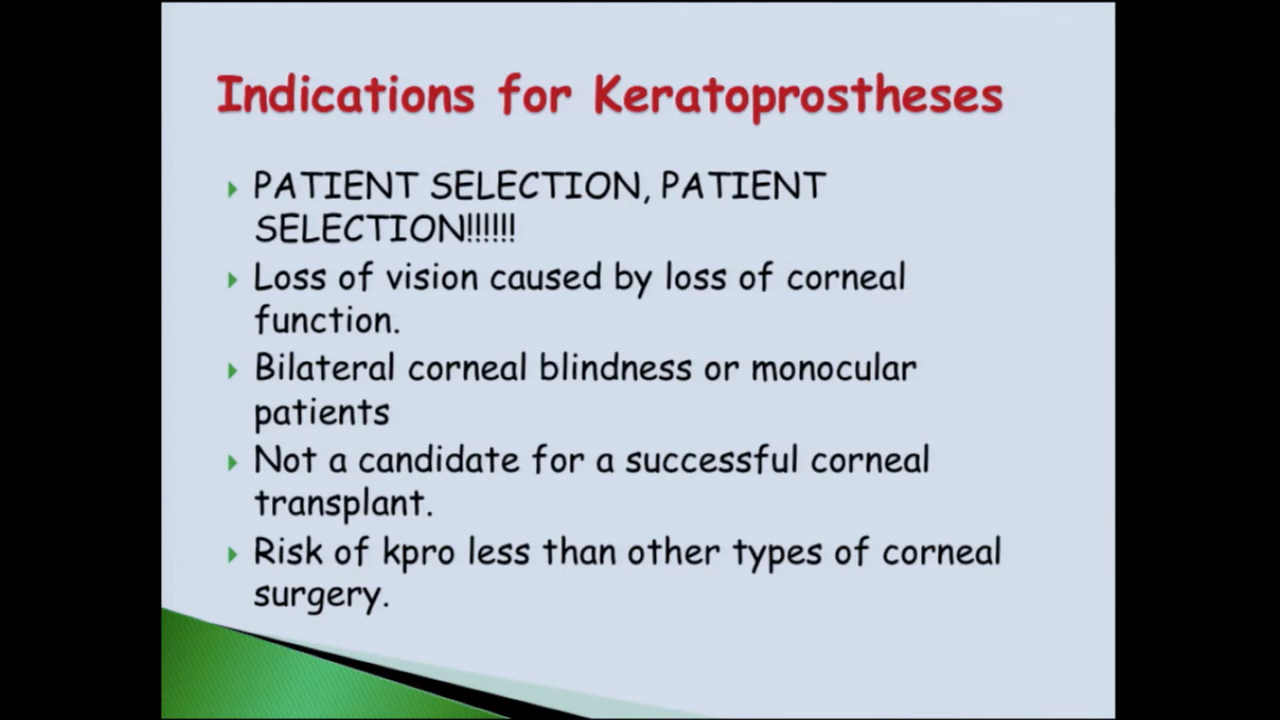 Indications for Keratoprostheses
PATIENT SELECTION, PATIENT
SELECTION!!!!!!
Loss of vision caused by loss of corneal
function.
Bilateral corneal blindness or monocular
patients
Not a candidate for a successful corneal
transplant.
Risk of kpro less than other types of corneal
surgery.